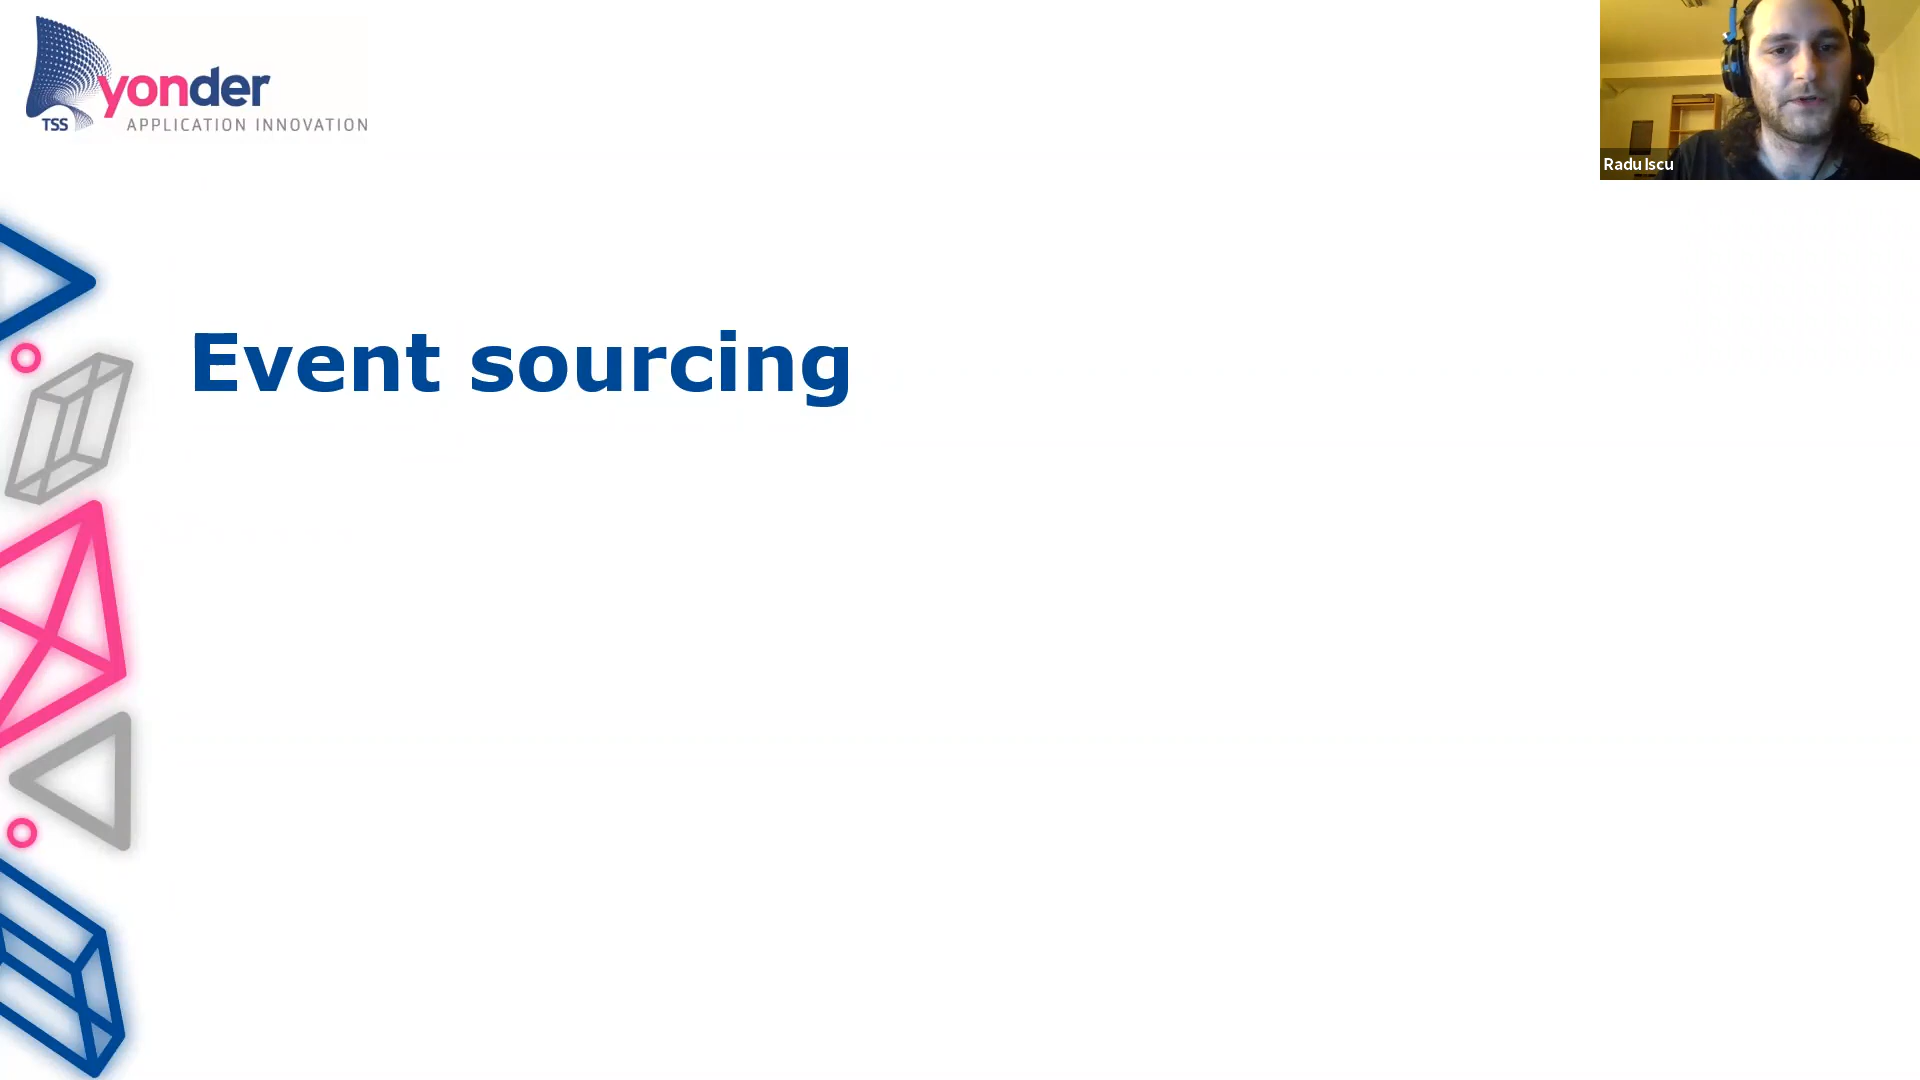 yonder
TSS
APPLICATION INNOVATION
Radu Iscu
Event sourcing